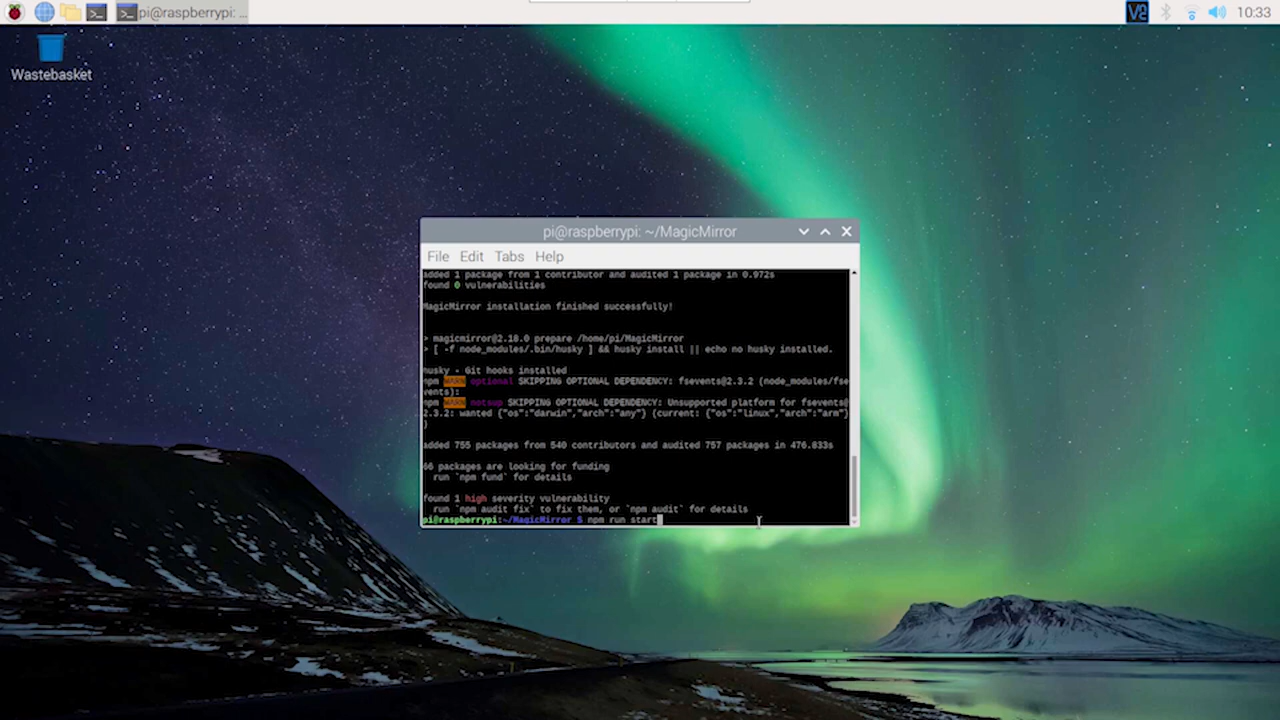 pi@raspberrypi: ...
10:33
Wastebasket
pi@raspberrypi: ~/MagicMirror
File Edit Tabs Help
added 1 package from 1 contributor and audited 1 package in 0.972s
found 0 vulnerabilities
MagicMirror installation finished successfully!
> magicmirror@2.18.0 prepare /home/pi/MagicMirror
> [ -f node_modules/.bin/husky ] && husky install || echo no husky installed.
husky - Git hooks installed
npm WARN optional SKIPPING OPTIONAL DEPENDENCY: fsevents@2.3.2 (node_modules/fse
vents):
npm WARN notsup SKIPPING OPTIONAL DEPENDENCY: Unsupported platform for fsevents@
2.3.2: wanted {"os":"darwin","arch":"any"} (current: {"os":"linux","arch":"arm"}
)
added 755 packages from 540 contributors and audited 757 packages in 476.833s
66 packages are looking for funding
run `npm fund` for details
found 1 high severity vulnerability
run `npm audit fix` to fix them, or `npm audit` for details
pi@raspberrypi:~/MagicMirror $ npm run start